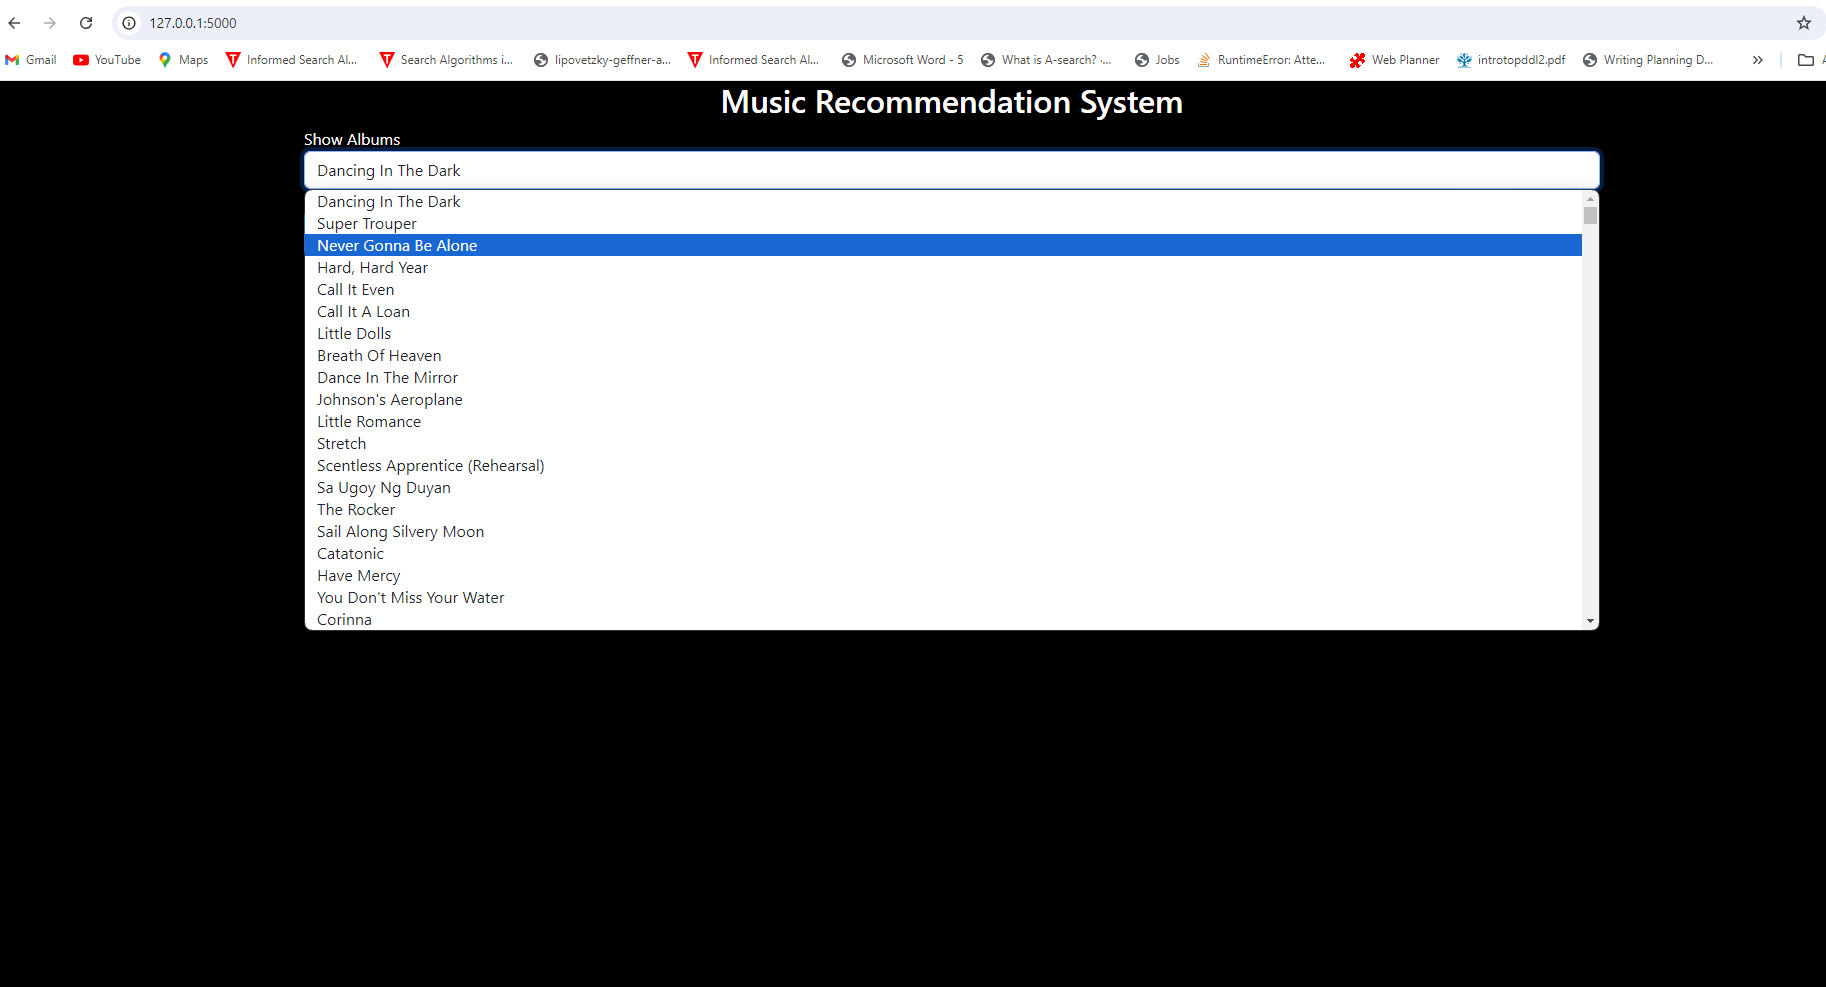 127.0.0.1:5000
Gmail YouTube Maps Informed Search Al... Search Algorithms i... lipovetzky-geffner-a... Informed Search Al... Microsoft Word - 5 What is A-search? ·... Jobs RuntimeError: Atte... Web Planner introtopddl2.pdf Writing Planning D... »
Music Recommendation System
Show Albums
Dancing In The Dark
Dancing In The Dark
Super Trouper
Never Gonna Be Alone
Hard, Hard Year
Call It Even
Call It A Loan
Little Dolls
Breath Of Heaven
Dance In The Mirror
Johnson's Aeroplane
Little Romance
Stretch
Scentless Apprentice (Rehearsal)
Sa Ugoy Ng Duyan
The Rocker
Sail Along Silvery Moon
Catatonic
Have Mercy
You Don't Miss Your Water
Corinna